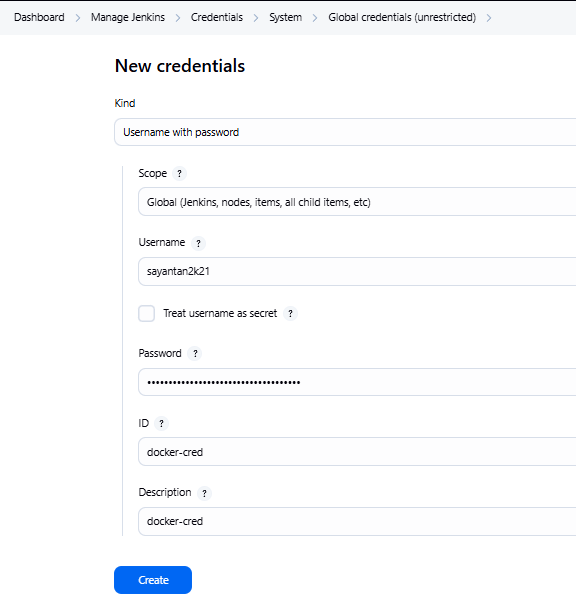 Dashboard > Manage Jenkins > Credentials > System > Global credentials (unrestricted) >
New credentials
Kind
Username with password
Scope ?
Global (Jenkins, nodes, items, all child items, etc)
Username ?
sayantan2k21
Treat username as secret ?
Password ?
••••••••••••••••••••••••••••••••••••
ID ?
docker-cred
Description ?
docker-cred
Create